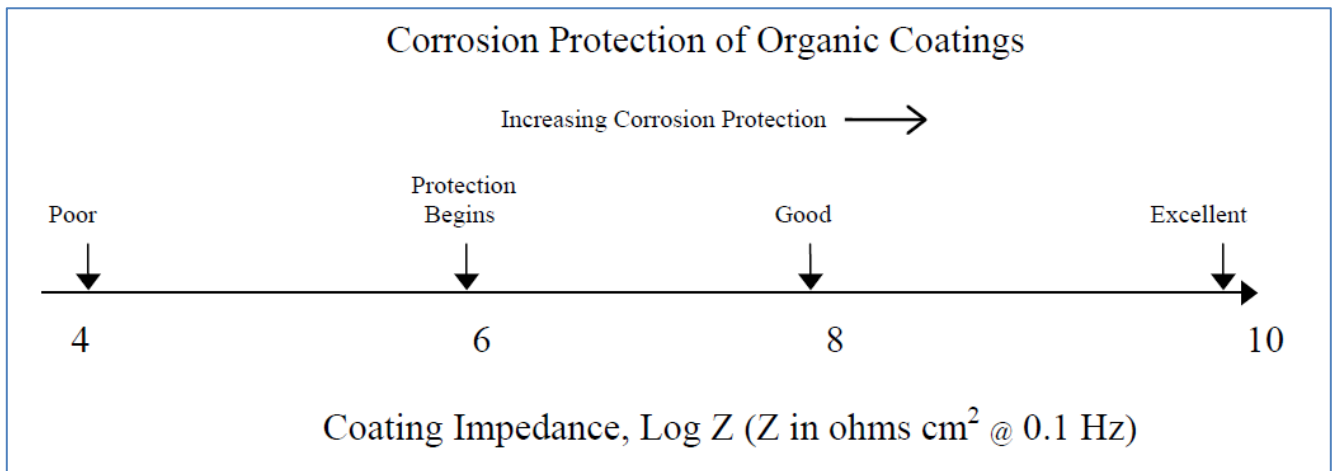 Corrosion Protection of Organic Coatings
Increasing Corrosion Protection
Protection
Poor Begins Good Excellent
4 6 8 10
Coating Impedance, Log Z (Z in ohms cm² @ 0.1 Hz)